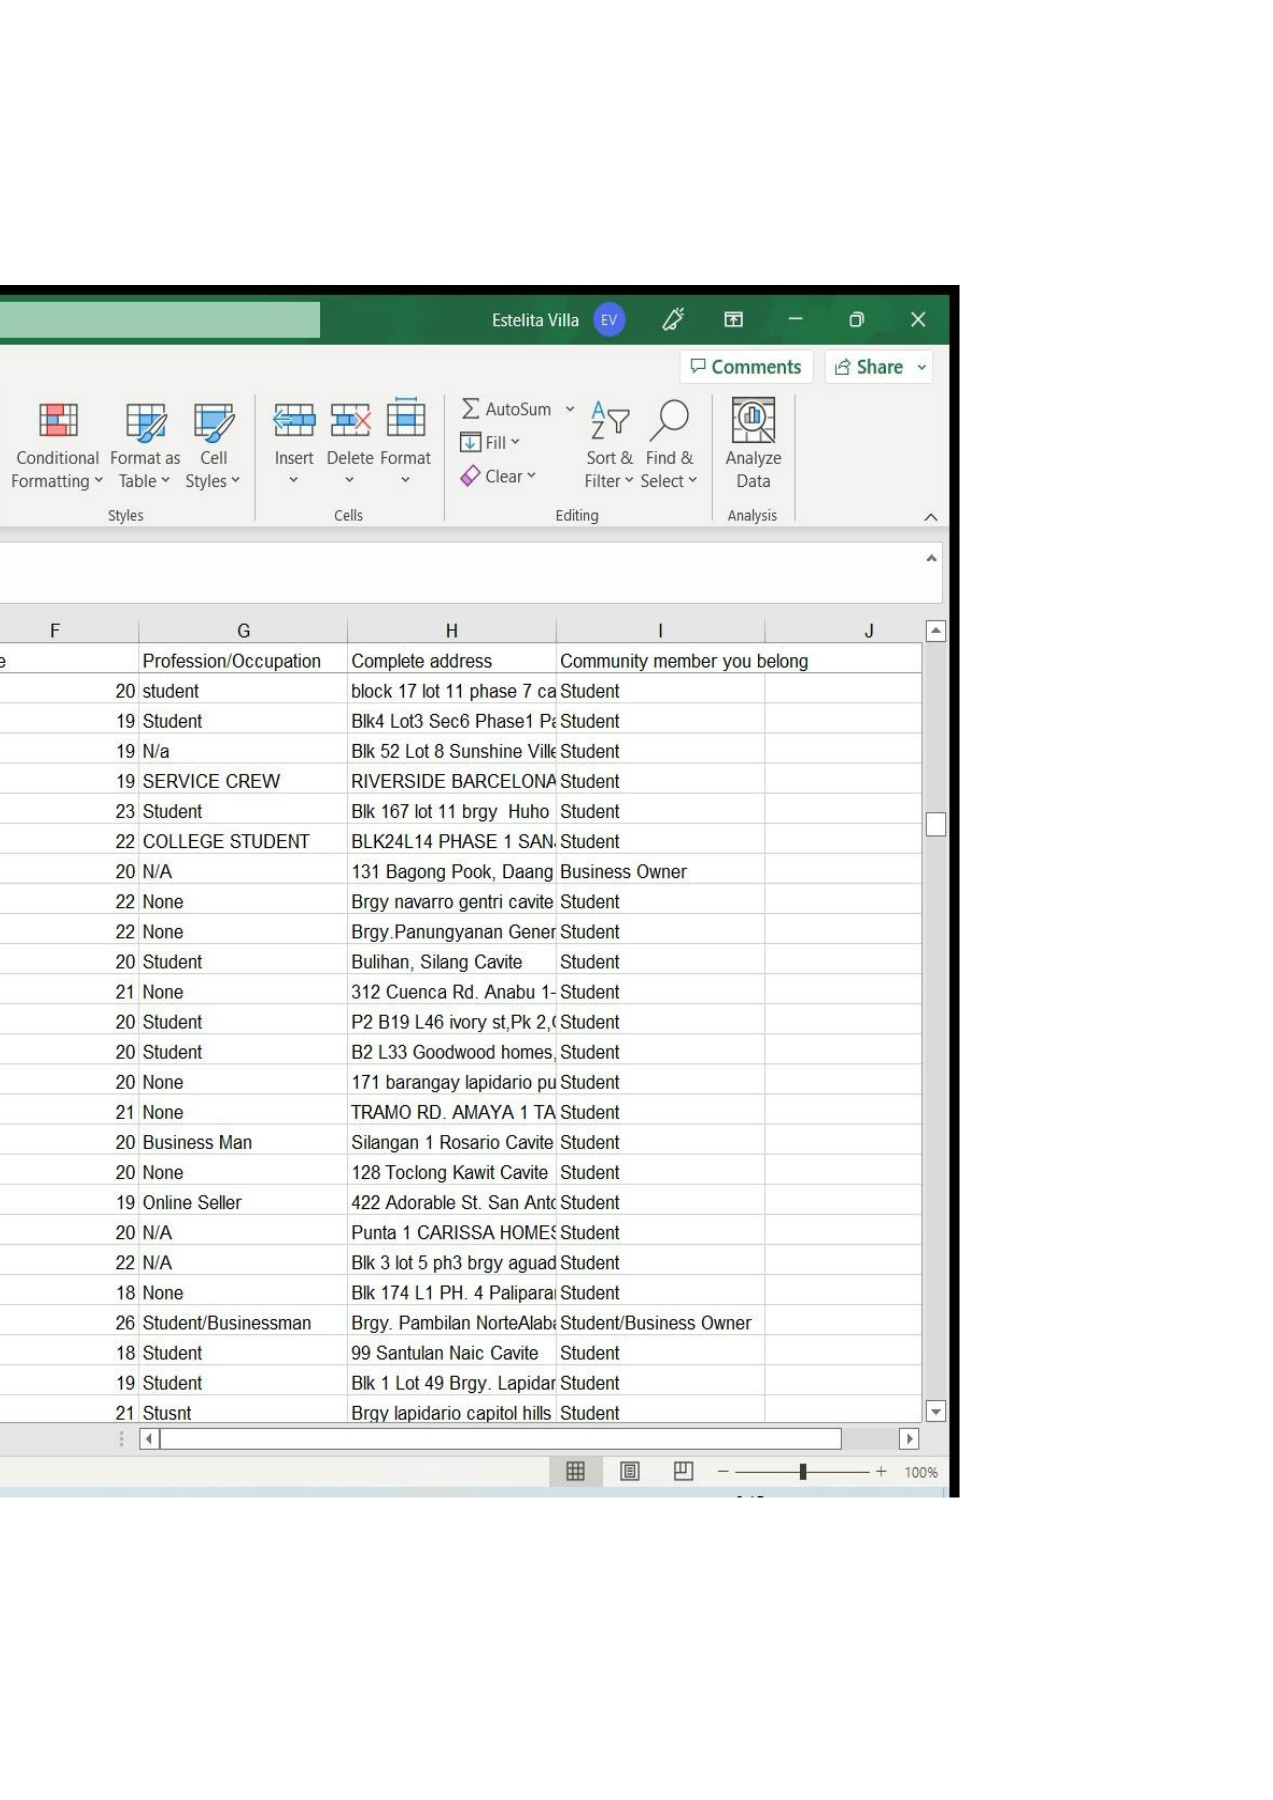 Estelita Villa EV
Comments Share
AutoSum
Fill
Clear
Conditional Formatting
Format as Table
Cell Styles
Insert
Delete
Format
Sort & Filter
Find & Select
Analyze Data
Styles Cells Editing Analysis
F G H I J
e Profession/Occupation Complete address Community member you belong
20 student block 17 lot 11 phase 7 ca Student
19 Student Blk4 Lot3 Sec6 Phase1 Pa Student
19 N/a Blk 52 Lot 8 Sunshine Ville Student
19 SERVICE CREW RIVERSIDE BARCELONA Student
23 Student Blk 167 lot 11 brgy Huho Student
22 COLLEGE STUDENT BLK24L14 PHASE 1 SAN Student
20 N/A 131 Bagong Pook, Daang Business Owner
22 None Brgy navarro gentri cavite Student
22 None Brgy.Panungyanan Gener Student
20 Student Bulihan, Silang Cavite Student
21 None 312 Cuenca Rd. Anabu 1- Student
20 Student P2 B19 L46 ivory st,Pk 2, Student
20 Student B2 L33 Goodwood homes, Student
20 None 171 barangay lapidario pu Student
21 None TRAMO RD. AMAYA 1 TA Student
20 Business Man Silangan 1 Rosario Cavite Student
20 None 128 Toclong Kawit Cavite Student
19 Online Seller 422 Adorable St. San Anto Student
20 N/A Punta 1 CARISSA HOMES Student
22 N/A Blk 3 lot 5 ph3 brgy aguad Student
18 None Blk 174 L1 PH. 4 Palipara Student
26 Student/Businessman Brgy. Pambilan NorteAlaba Student/Business Owner
18 Student 99 Santulan Naic Cavite Student
19 Student Blk 1 Lot 49 Brgy. Lapidar Student
21 Stusnt Brgy lapidario capitol hills Student
100%